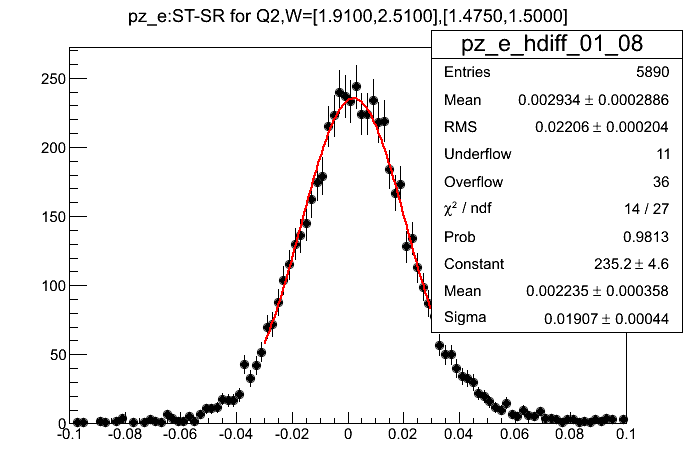 pz_e:ST-SR for Q2,W=[1.9100,2.5100],[1.4750,1.5000]
pz_e_hdiff_01_08
Entries 5890
Mean 0.002934 ± 0.0002886
RMS 0.02206 ± 0.000204
Underflow 11
Overflow 36
χ² / ndf 14 / 27
Prob 0.9813
Constant 235.2 ± 4.6
Mean 0.002235 ± 0.000358
Sigma 0.01907 ± 0.00044
250
200
150
100
50
0
-0.1 -0.08 -0.06 -0.04 -0.02 0 0.02 0.04 0.06 0.08 0.1